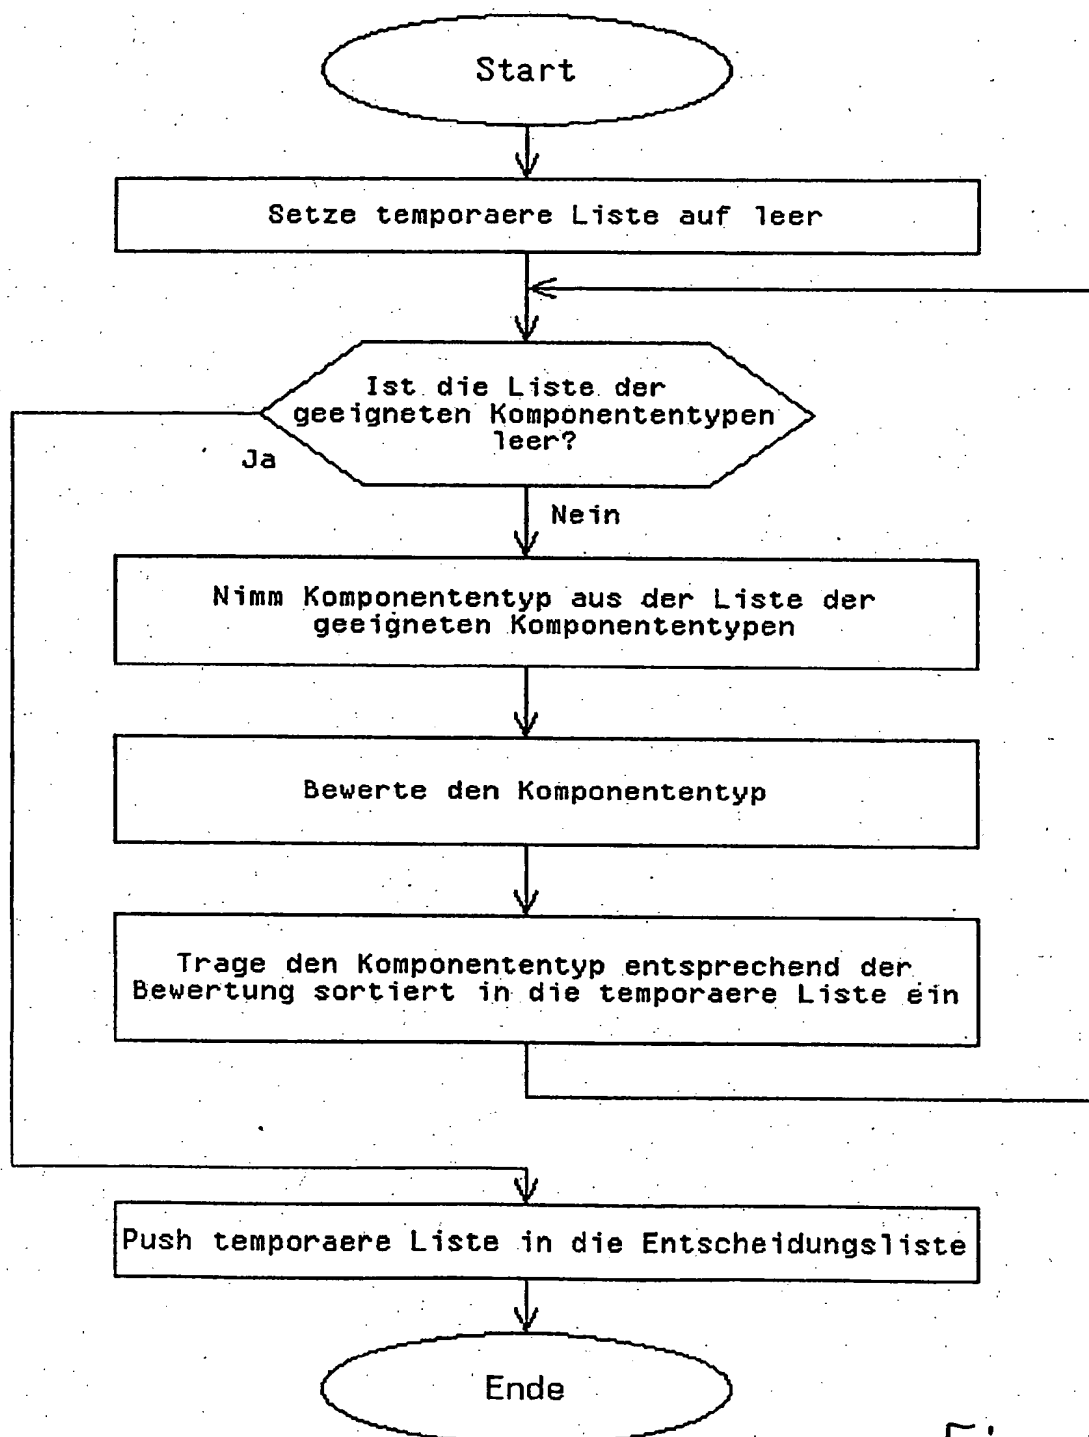 Start
Setze temporaere Liste auf leer
Ist die Liste der
geeigneten Komponententypen
leer?
Ja
Nein
Nimm Komponententyp aus der Liste der
geeigneten Komponententypen
Bewerte den Komponententyp
Trage den Komponententyp entsprechend der
Bewertung sortiert in die temporaere Liste ein
Push temporaere Liste in die Entscheidungsliste
Ende